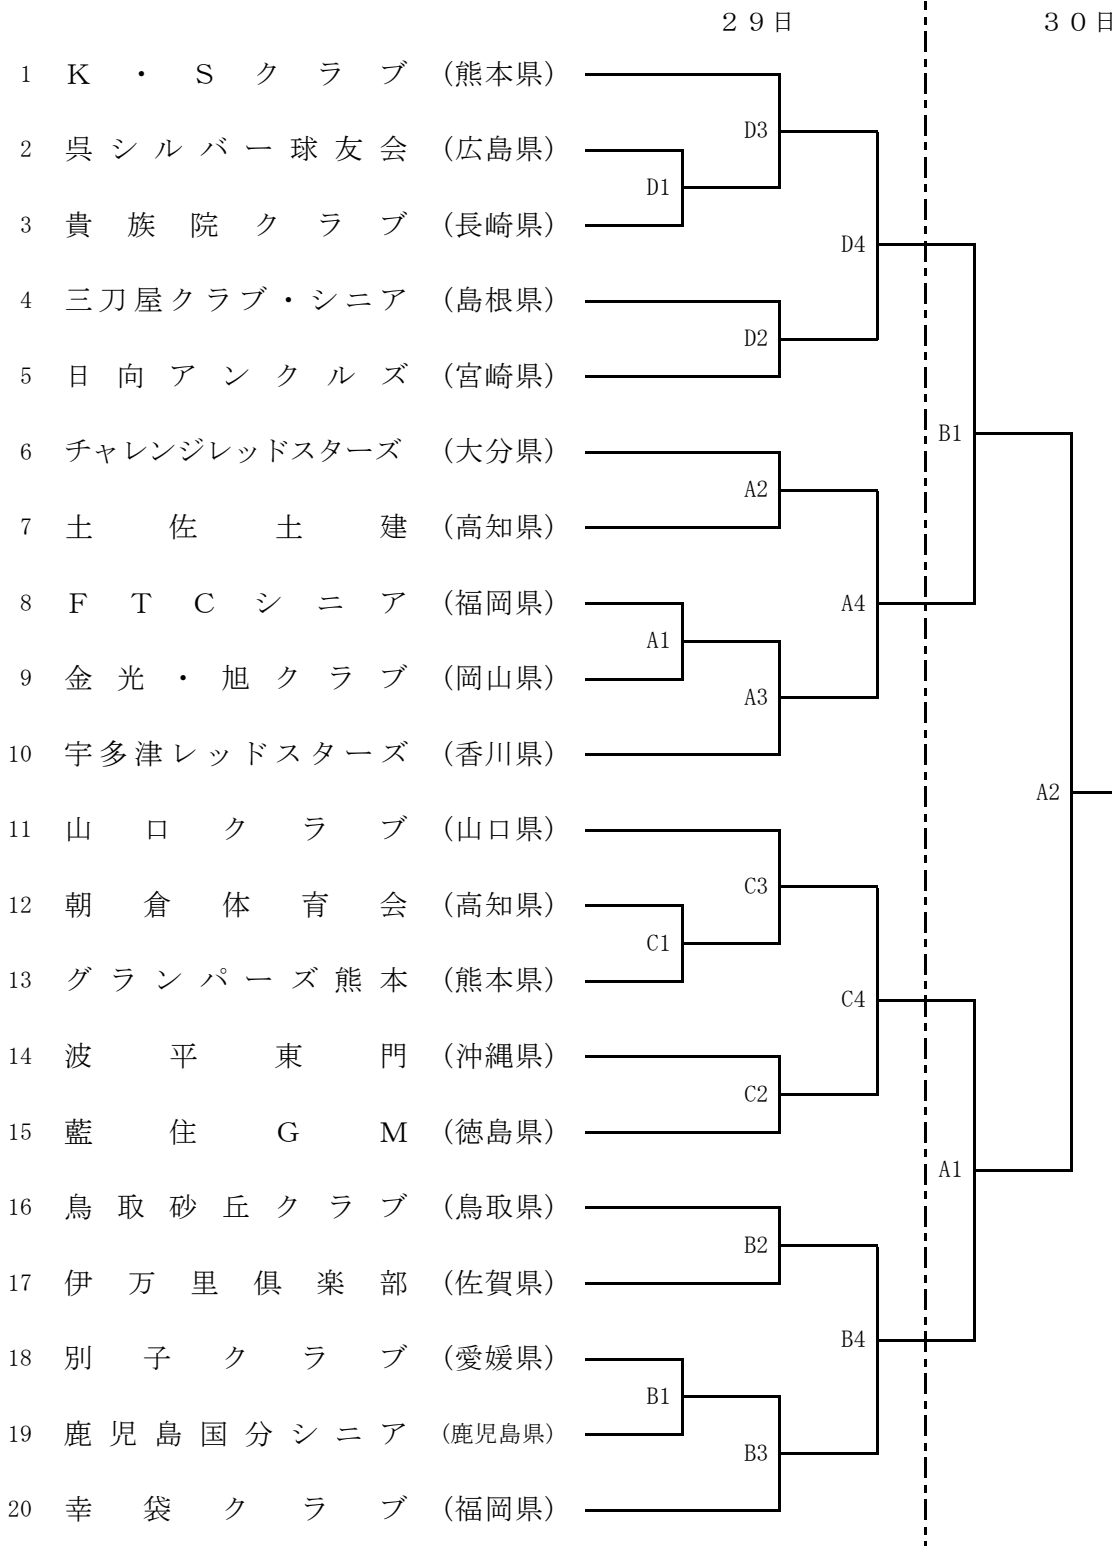 ２９日 ３０日
1 K・Sクラブ (熊本県)
D3
2 呉シルバー球友会 (広島県)
D1
3 貴族院クラブ (長崎県)
D4
4 三刀屋クラブ・シニア (島根県)
D2
5 日向アンクルズ (宮崎県)
B1
6 チャレンジレッドスターズ (大分県)
A2
7 土佐土建 (高知県)
8 FTCシニア (福岡県)
A4
A1
9 金光・旭クラブ (岡山県)
A3
10 宇多津レッドスターズ (香川県)
A2
11 山口クラブ (山口県)
C3
12 朝倉体育会 (高知県)
C1
13 グランパーズ熊本 (熊本県)
C4
14 波平東門 (沖縄県)
C2
15 藍住GM (徳島県)
A1
16 鳥取砂丘クラブ (鳥取県)
B2
17 伊万里倶楽部 (佐賀県)
B4
18 別子クラブ (愛媛県)
B1
19 鹿児島国分シニア (鹿児島県)
B3
20 幸袋クラブ (福岡県)